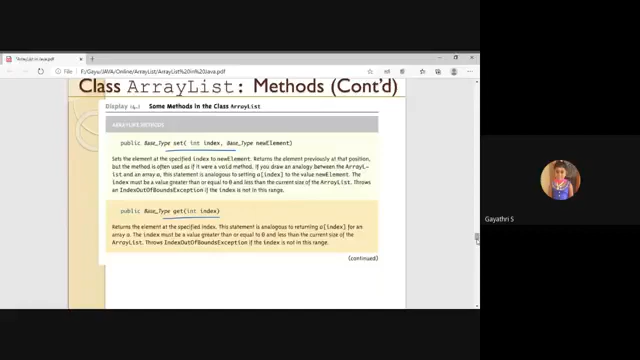 ArrayList in Java.pdf
File | F:/Gayu/JAVA/Online/ArrayList/ArrayList%20in%20Java.pdf
Class ArrayList: Methods (Cont'd)
Display 14.1 Some Methods in the Class ArrayList
ARRAYLIKE METHODS
public Base_Type set( int index, Base_Type newElement)
Sets the element at the specified index to newElement. Returns the element previously at that position,
but the method is often used as if it were a void method. If you draw an analogy between the ArrayL-
ist and an array a, this statement is analogous to setting a[index] to the value newElement. The
index must be a value greater than or equal to 0 and less than the current size of the ArrayList. Throws
an IndexOutOfBoundsException if the index is not in this range.
public Base_Type get(int index)
Returns the element at the specified index. This statement is analogous to returning a[index] for an
array a. The index must be a value greater than or equal to 0 and less than the current size of the
ArrayList. Throws IndexOutOfBoundsException if the index is not in this range.
(continued)
Gayathri S